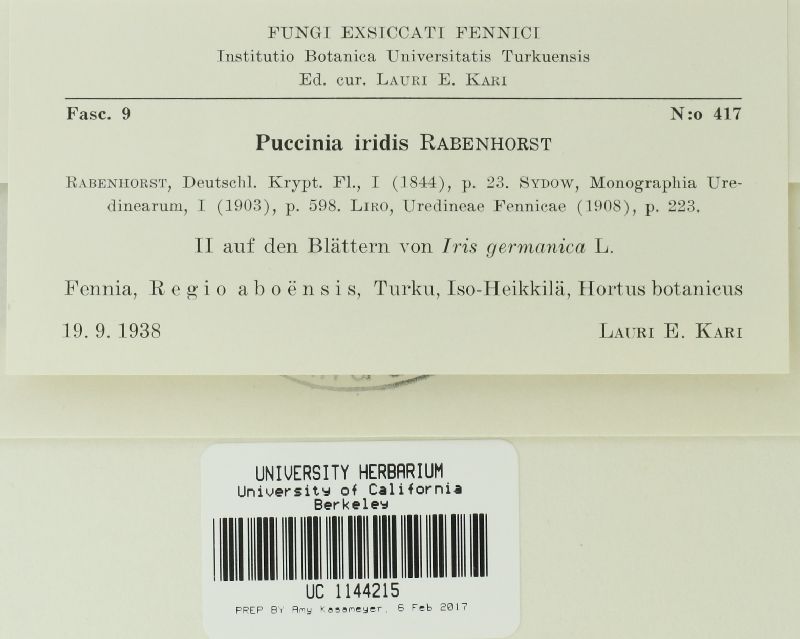 FUNGI EXSICCATI FENNICI
Institutio Botanica Universitatis Turkuensis
Ed. cur. LAURI E. KARI
Fasc. 9 N:o 417
Puccinia iridis RABENHORST
RABENHORST, Deutschl. Krypt. Fl., I (1844), p. 23. SYDOW, Monographia Ure-
dinearum, I (1903), p. 598. LIRO, Uredineae Fennicae (1908), p. 223.
II auf den Blättern von Iris germanica L.
Fennia, Regio aboënsis, Turku, Iso-Heikkilä, Hortus botanicus
19. 9. 1938 LAURI E. KARI
UNIVERSITY HERBARIUM
University of California
Berkeley
UC 1144215
PREP BY Amy Kasameyer, 6 Feb 2017